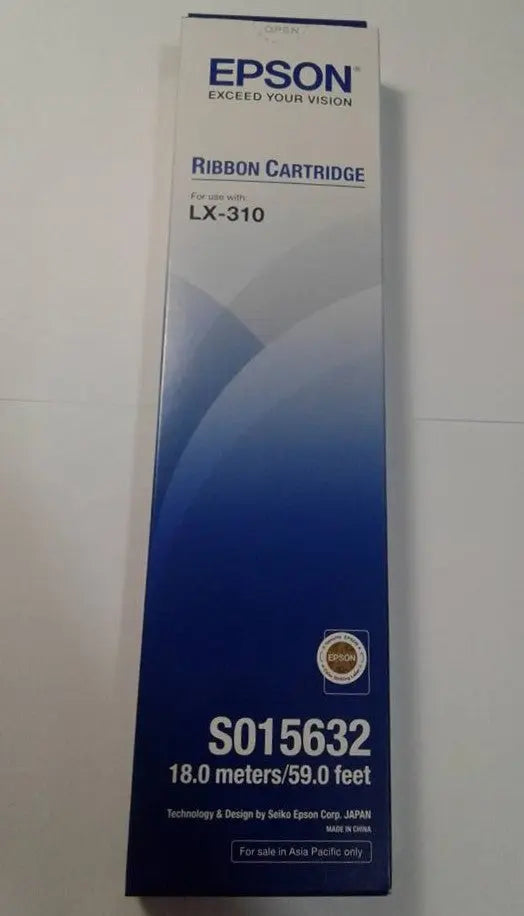 OPEN
EPSON®
EXCEED YOUR VISION
RIBBON CARTRIDGE
For use with:
LX-310
EPSON
S015632
18.0 meters/59.0 feet
Technology & Design by Seiko Epson Corp. JAPAN
MADE IN CHINA
For sale in Asia Pacific only